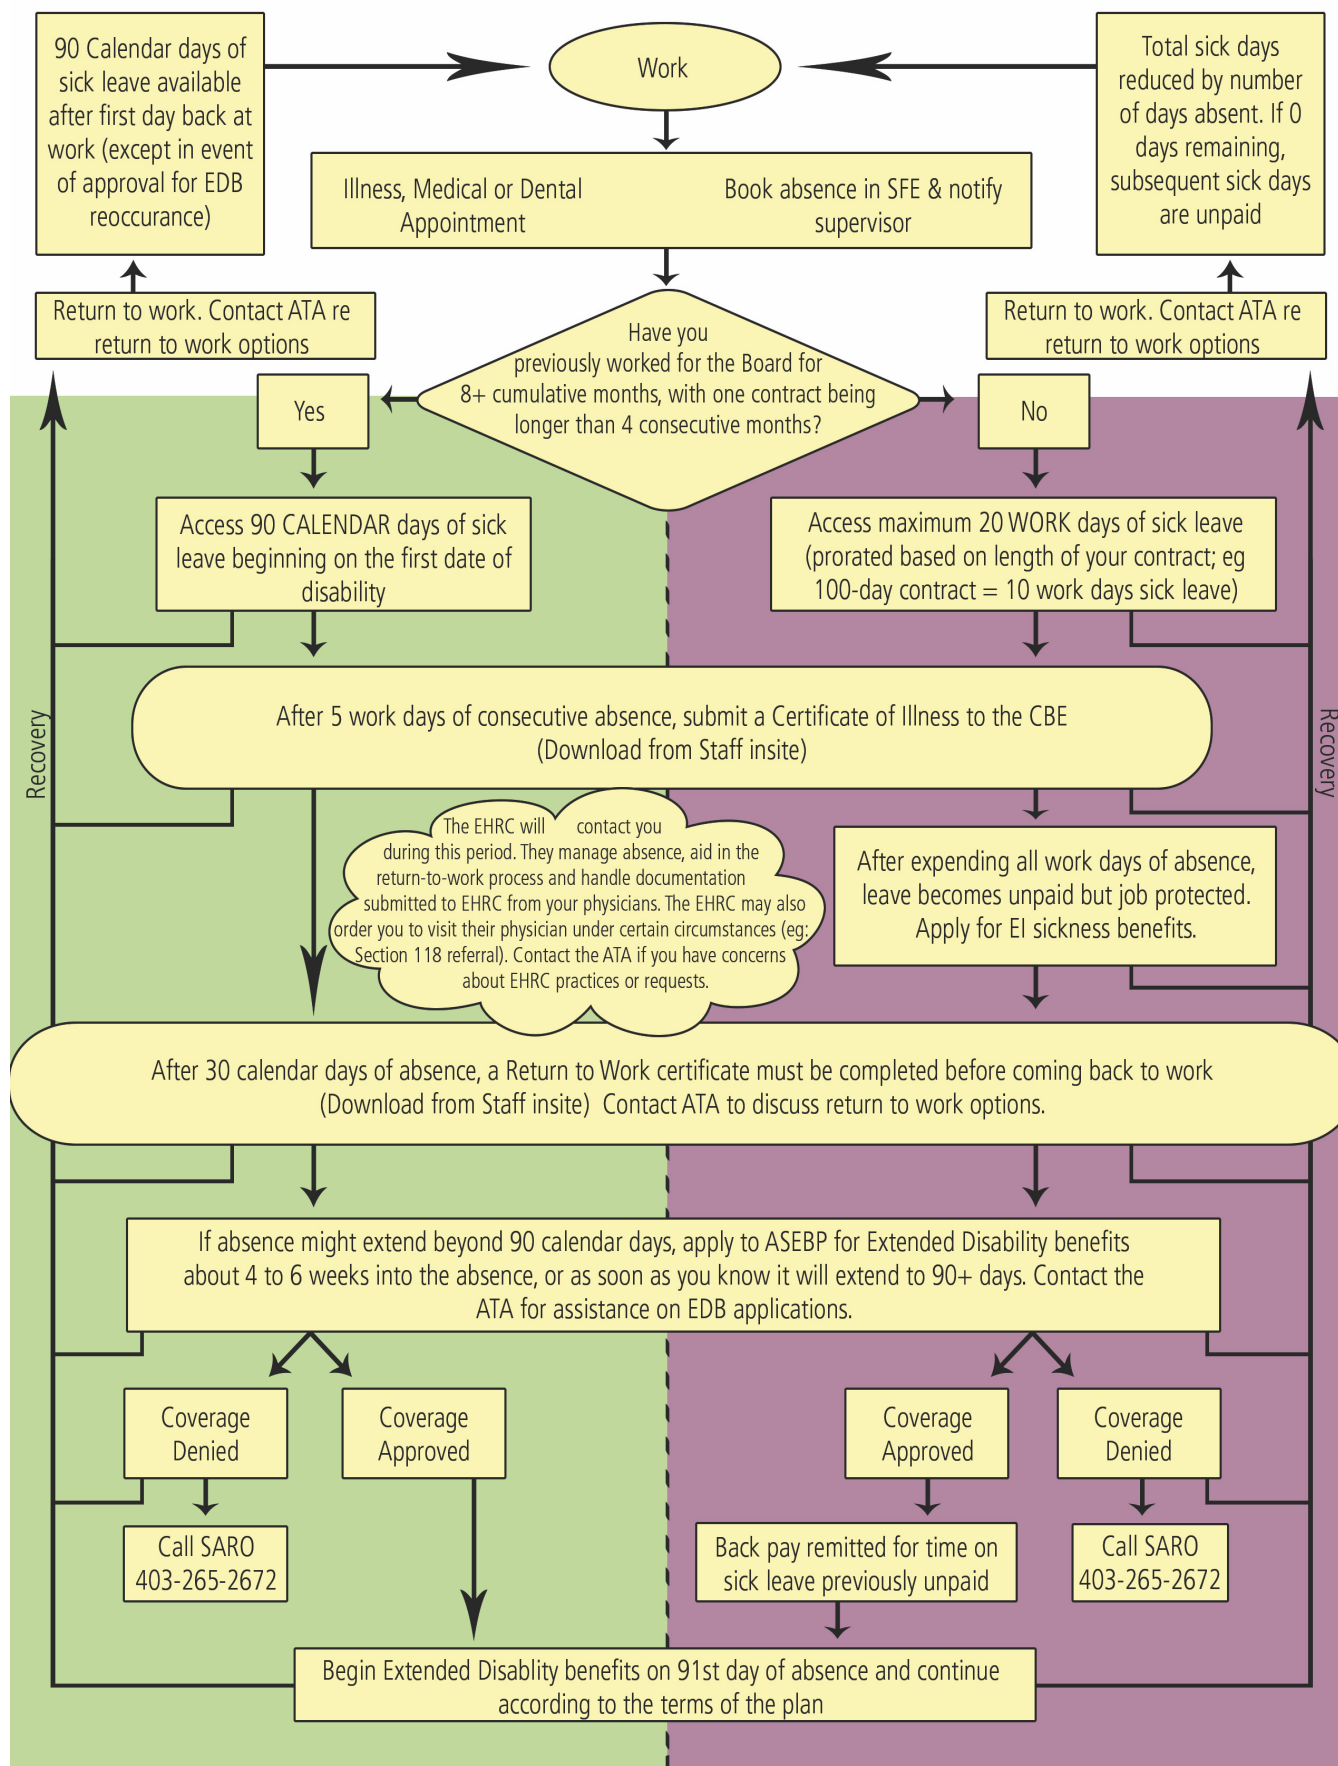 90 Calendar days of
sick leave available
after first day back at
work (except in event
of approval for EDB
reoccurance)
Work
Total sick days
reduced by number
of days absent. If 0
days remaining,
subsequent sick days
are unpaid
Illness, Medical or Dental
Appointment
Book absence in SFE & notify
supervisor
Return to work. Contact ATA re
return to work options
Return to work. Contact ATA re
return to work options
Have you
previously worked for the Board for
8+ cumulative months, with one contract being
longer than 4 consecutive months?
Yes
No
Access 90 CALENDAR days of sick
leave beginning on the first date of
disability
Access maximum 20 WORK days of sick leave
(prorated based on length of your contract; eg
100-day contract = 10 work days sick leave)
After 5 work days of consecutive absence, submit a Certificate of Illness to the CBE
(Download from Staff insite)
Recovery
Recovery
The EHRC will contact you
during this period. They manage absence, aid in the
return-to-work process and handle documentation
submitted to EHRC from your physicians. The EHRC may also
order you to visit their physician under certain circumstances (eg:
Section 118 referral). Contact the ATA if you have concerns
about EHRC practices or requests.
After expending all work days of absence,
leave becomes unpaid but job protected.
Apply for EI sickness benefits.
After 30 calendar days of absence, a Return to Work certificate must be completed before coming back to work
(Download from Staff insite) Contact ATA to discuss return to work options.
If absence might extend beyond 90 calendar days, apply to ASEBP for Extended Disability benefits
about 4 to 6 weeks into the absence, or as soon as you know it will extend to 90+ days. Contact the
ATA for assistance on EDB applications.
Coverage
Denied
Coverage
Approved
Coverage
Approved
Coverage
Denied
Call SARO
403-265-2672
Back pay remitted for time on
sick leave previously unpaid
Call SARO
403-265-2672
Begin Extended Disablity benefits on 91st day of absence and continue
according to the terms of the plan